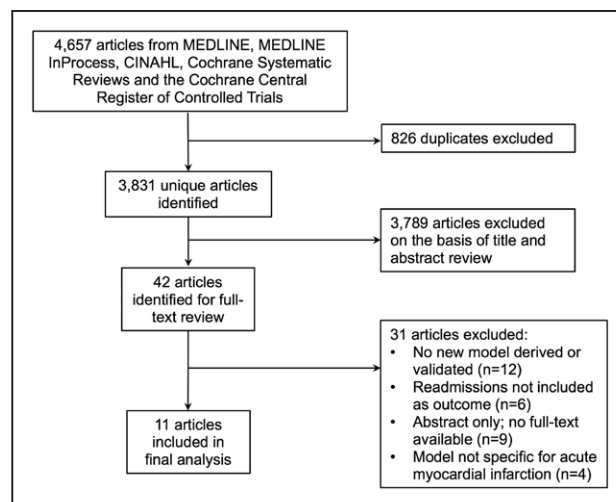 4,657 articles from MEDLINE, MEDLINE
InProcess, CINAHL, Cochrane Systematic
Reviews and the Cochrane Central
Register of Controlled Trials
826 duplicates excluded
3,831 unique articles
identified
3,789 articles excluded
on the basis of title and
abstract review
42 articles
identified for full-
text review
31 articles excluded:
• No new model derived or
validated (n=12)
• Readmissions not included
as outcome (n=6)
• Abstract only; no full-text
available (n=9)
• Model not specific for acute
myocardial infarction (n=4)
11 articles
included in
final analysis